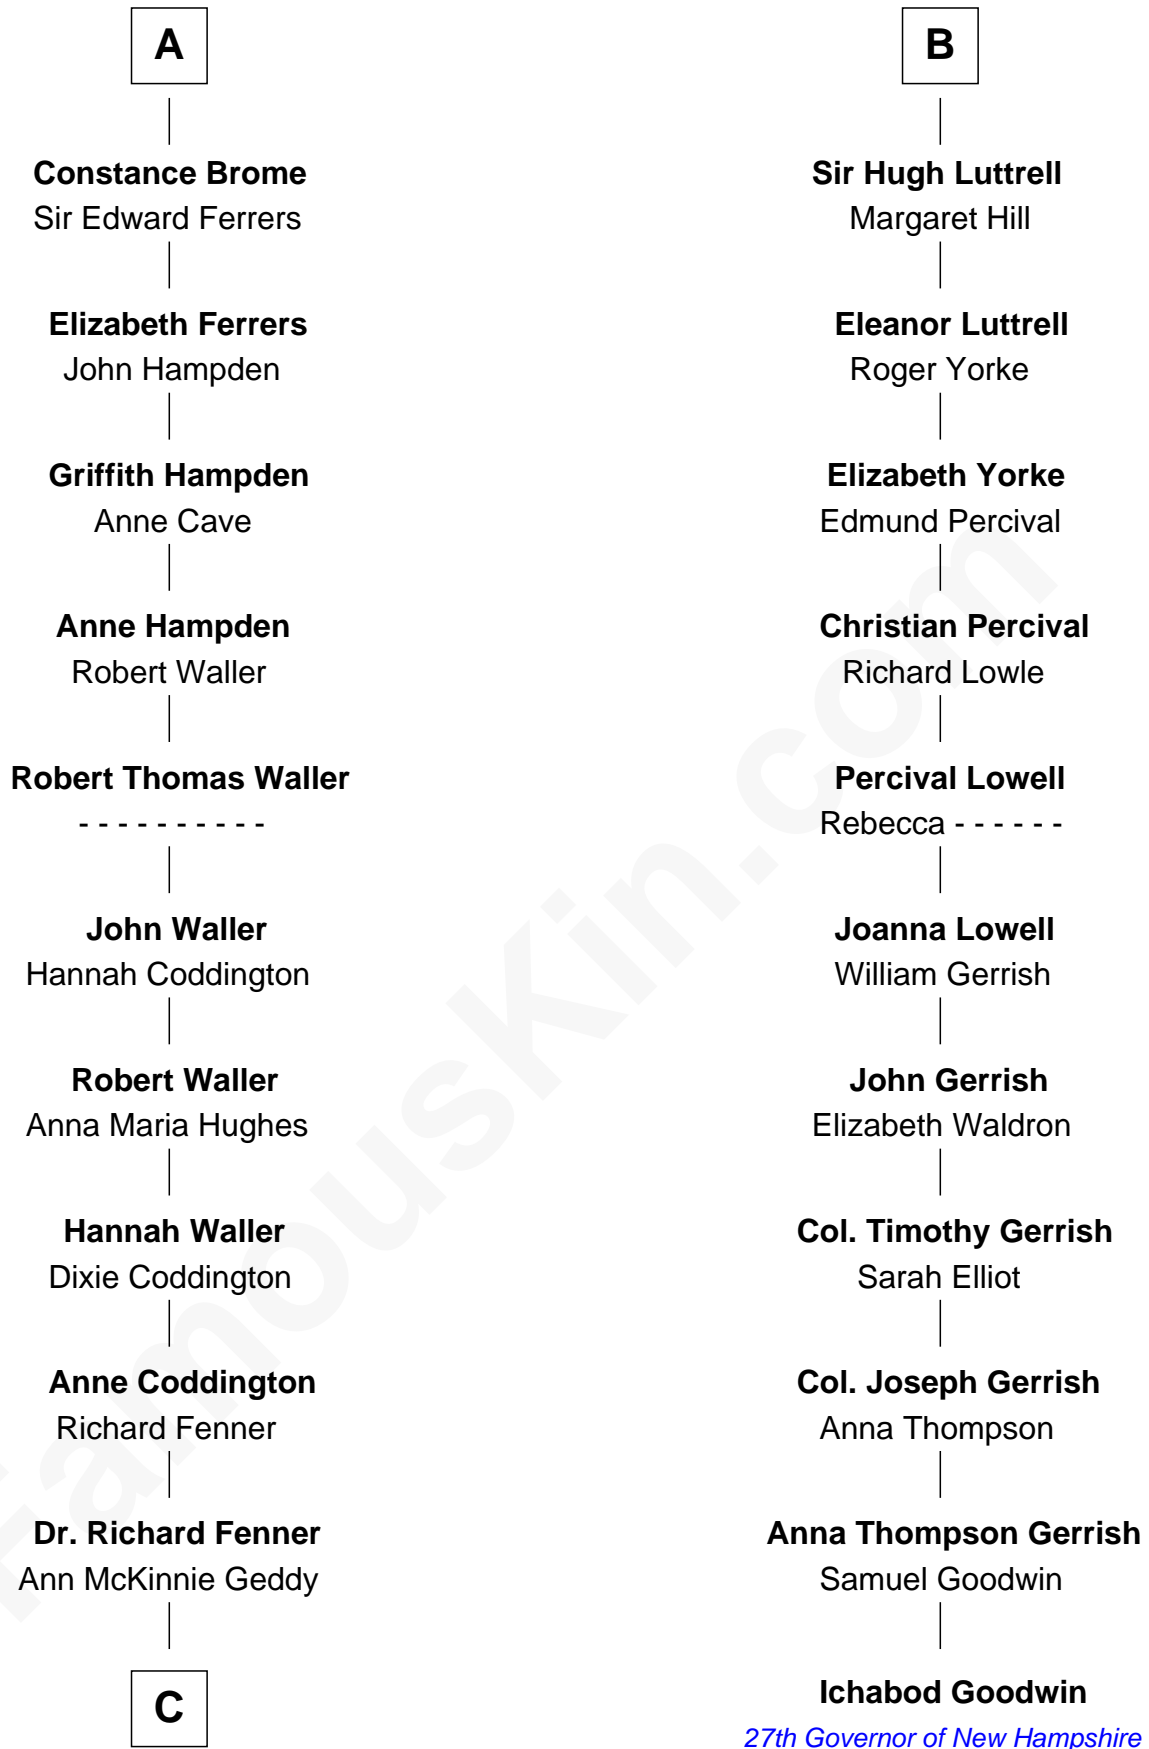 A
Constance Brome
Sir Edward Ferrers
Elizabeth Ferrers
John Hampden
Griffith Hampden
Anne Cave
Anne Hampden
Robert Waller
Robert Thomas Waller
- - - - - - - - - -
John Waller
Hannah Coddington
Robert Waller
Anna Maria Hughes
Hannah Waller
Dixie Coddington
Anne Coddington
Richard Fenner
Dr. Richard Fenner
Ann McKinnie Geddy
C
B
Sir Hugh Luttrell
Margaret Hill
Eleanor Luttrell
Roger Yorke
Elizabeth Yorke
Edmund Percival
Christian Percival
Richard Lowle
Percival Lowell
Rebecca - - - - - -
Joanna Lowell
William Gerrish
John Gerrish
Elizabeth Waldron
Col. Timothy Gerrish
Sarah Elliot
Col. Joseph Gerrish
Anna Thompson
Anna Thompson Gerrish
Samuel Goodwin
Ichabod Goodwin
27th Governor of New Hampshire
FamousKin.com